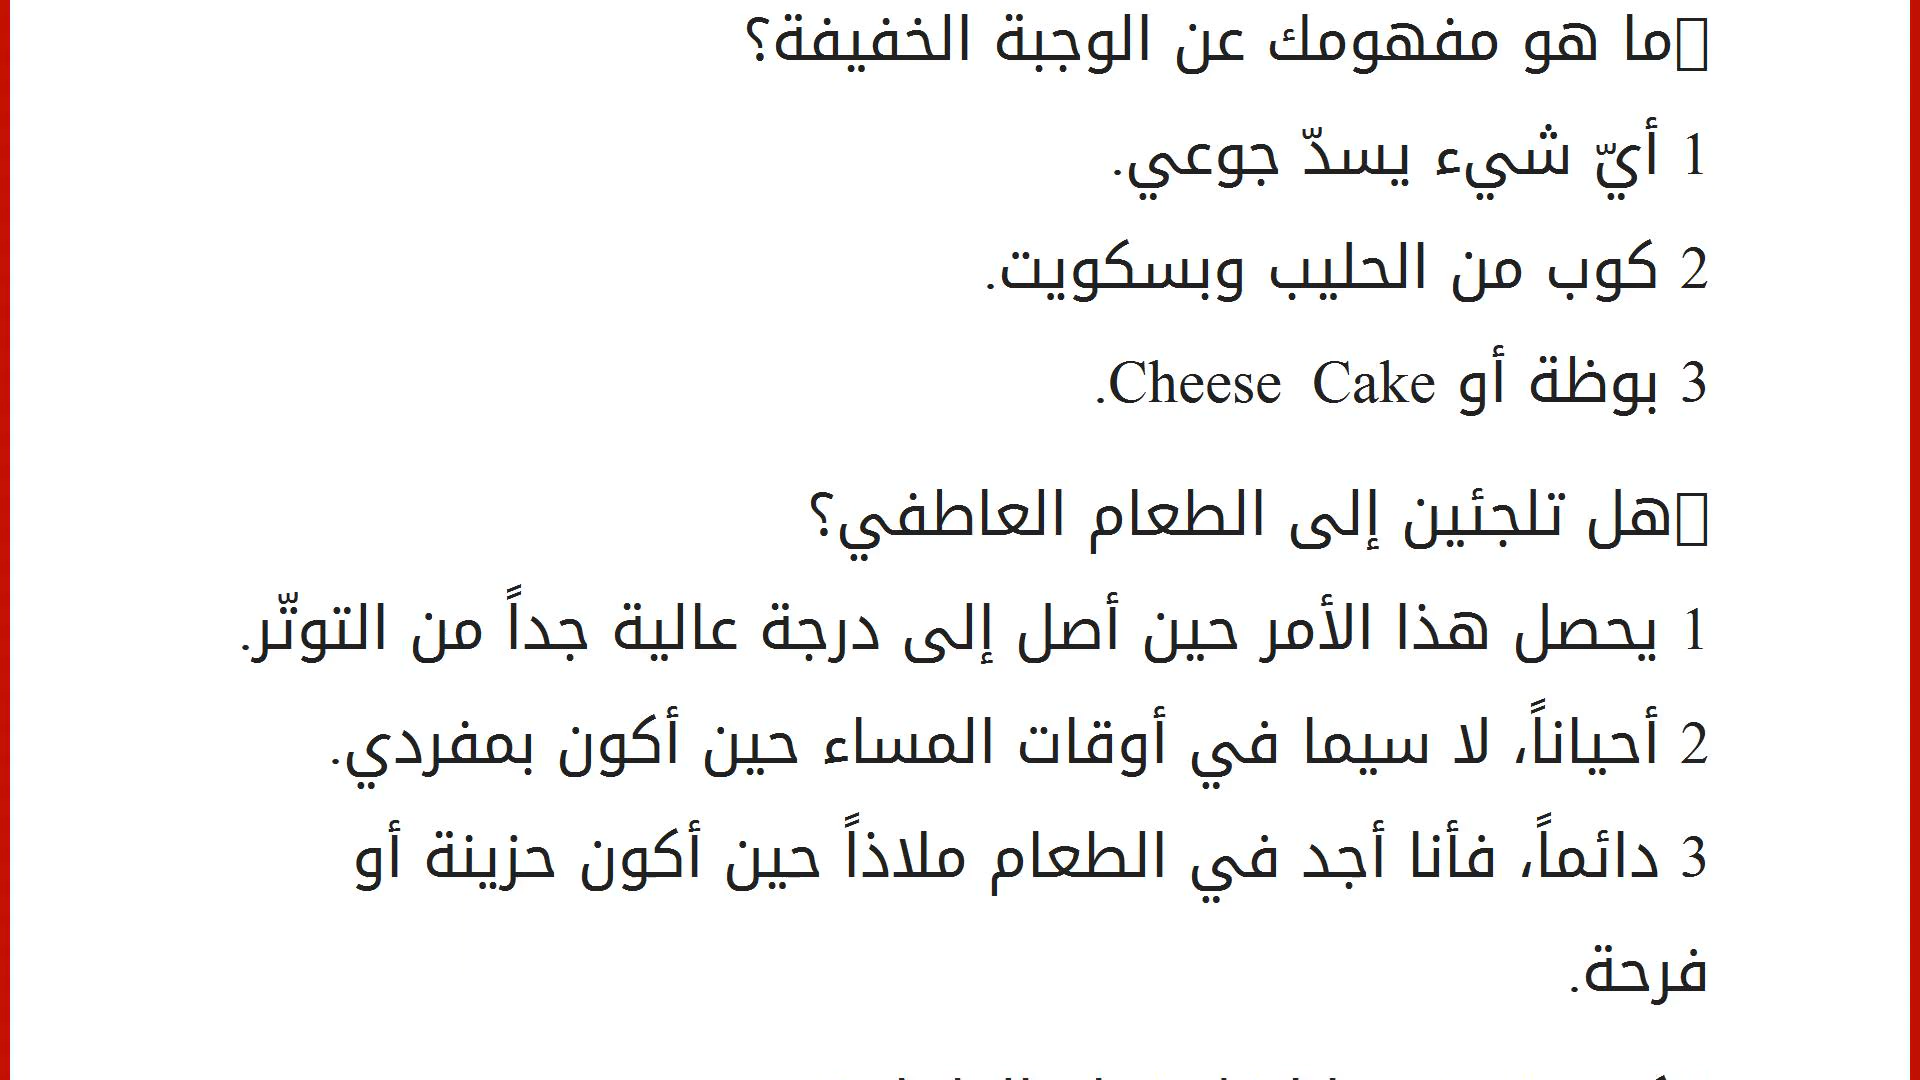 ما هو مفهومك عن الوجبة الخفيفة؟
1 أيّ شيء يسدّ جوعي.
2 كوب من الحليب وبسكويت.
3 بوظة أو Cheese Cake.
هل تلجئين إلى الطعام العاطفي؟
1 يحصل هذا الأمر حين أصل إلى درجة عالية جداً من التوتّر.
2 أحياناً، لا سيما في أوقات المساء حين أكون بمفردي.
3 دائماً، فأنا أجد في الطعام ملاذاً حين أكون حزينة أو
فرحة.